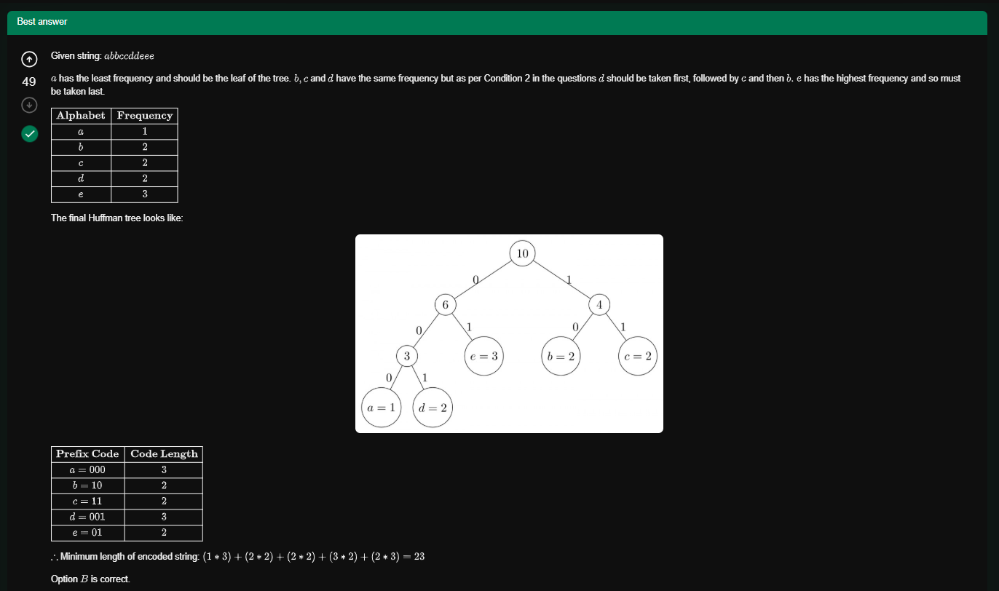 Best answer
Given string: abbccddeee
49
a has the least frequency and should be the leaf of the tree. b, c and d have the same frequency but as per Condition 2 in the questions d should be taken first, followed by c and then b. e has the highest frequency and so must
be taken last.
Alphabet Frequency
a 1
b 2
c 2
d 2
e 3
The final Huffman tree looks like:
10
0 1
6 4
0 1 0 1
3 e = 3 b = 2 c = 2
0 1
a = 1 d = 2
Prefix Code Code Length
a = 000 3
b = 10 2
c = 11 2
d = 001 3
e = 01 2
∴ Minimum length of encoded string: (1 ∗ 3) + (2 ∗ 2) + (2 ∗ 2) + (3 ∗ 2) + (2 ∗ 3) = 23
Option B is correct.